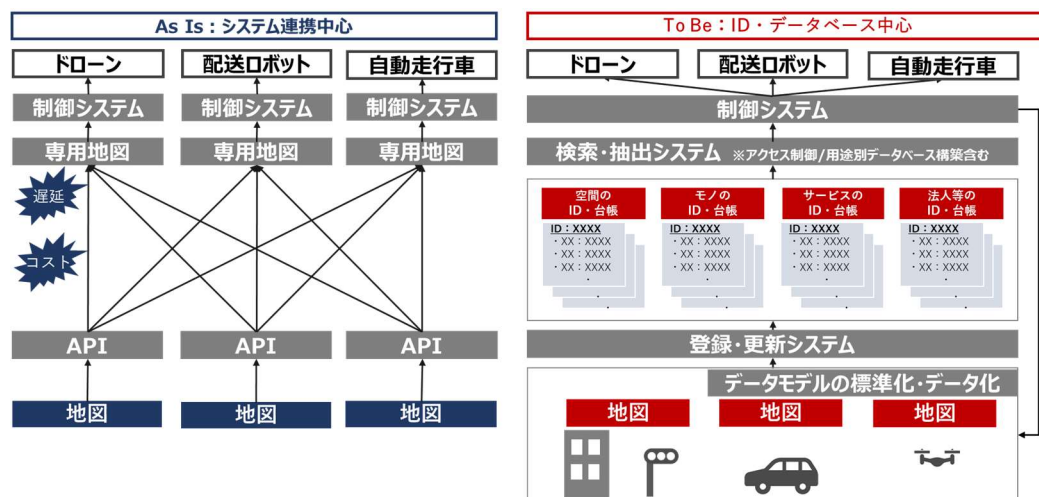 As Is：システム連携中心
ドローン
配送ロボット
自動走行車
制御システム
制御システム
制御システム
専用地図
専用地図
専用地図
遅延
コスト
API
API
API
地図
地図
地図
To Be：ID・データベース中心
ドローン
配送ロボット
自動走行車
制御システム
検索・抽出システム ※アクセス制御/用途別データベース構築含む
空間の
ID・台帳
ID：XXXX
・XX：XXXX
・XX：XXXX
・XX：XXXX
モノの
ID・台帳
ID：XXXX
・XX：XXXX
・XX：XXXX
・XX：XXXX
サービスの
ID・台帳
ID：XXXX
・XX：XXXX
・XX：XXXX
・XX：XXXX
法人等の
ID・台帳
ID：XXXX
・XX：XXXX
・XX：XXXX
・XX：XXXX
登録・更新システム
データモデルの標準化・データ化
地図
地図
地図